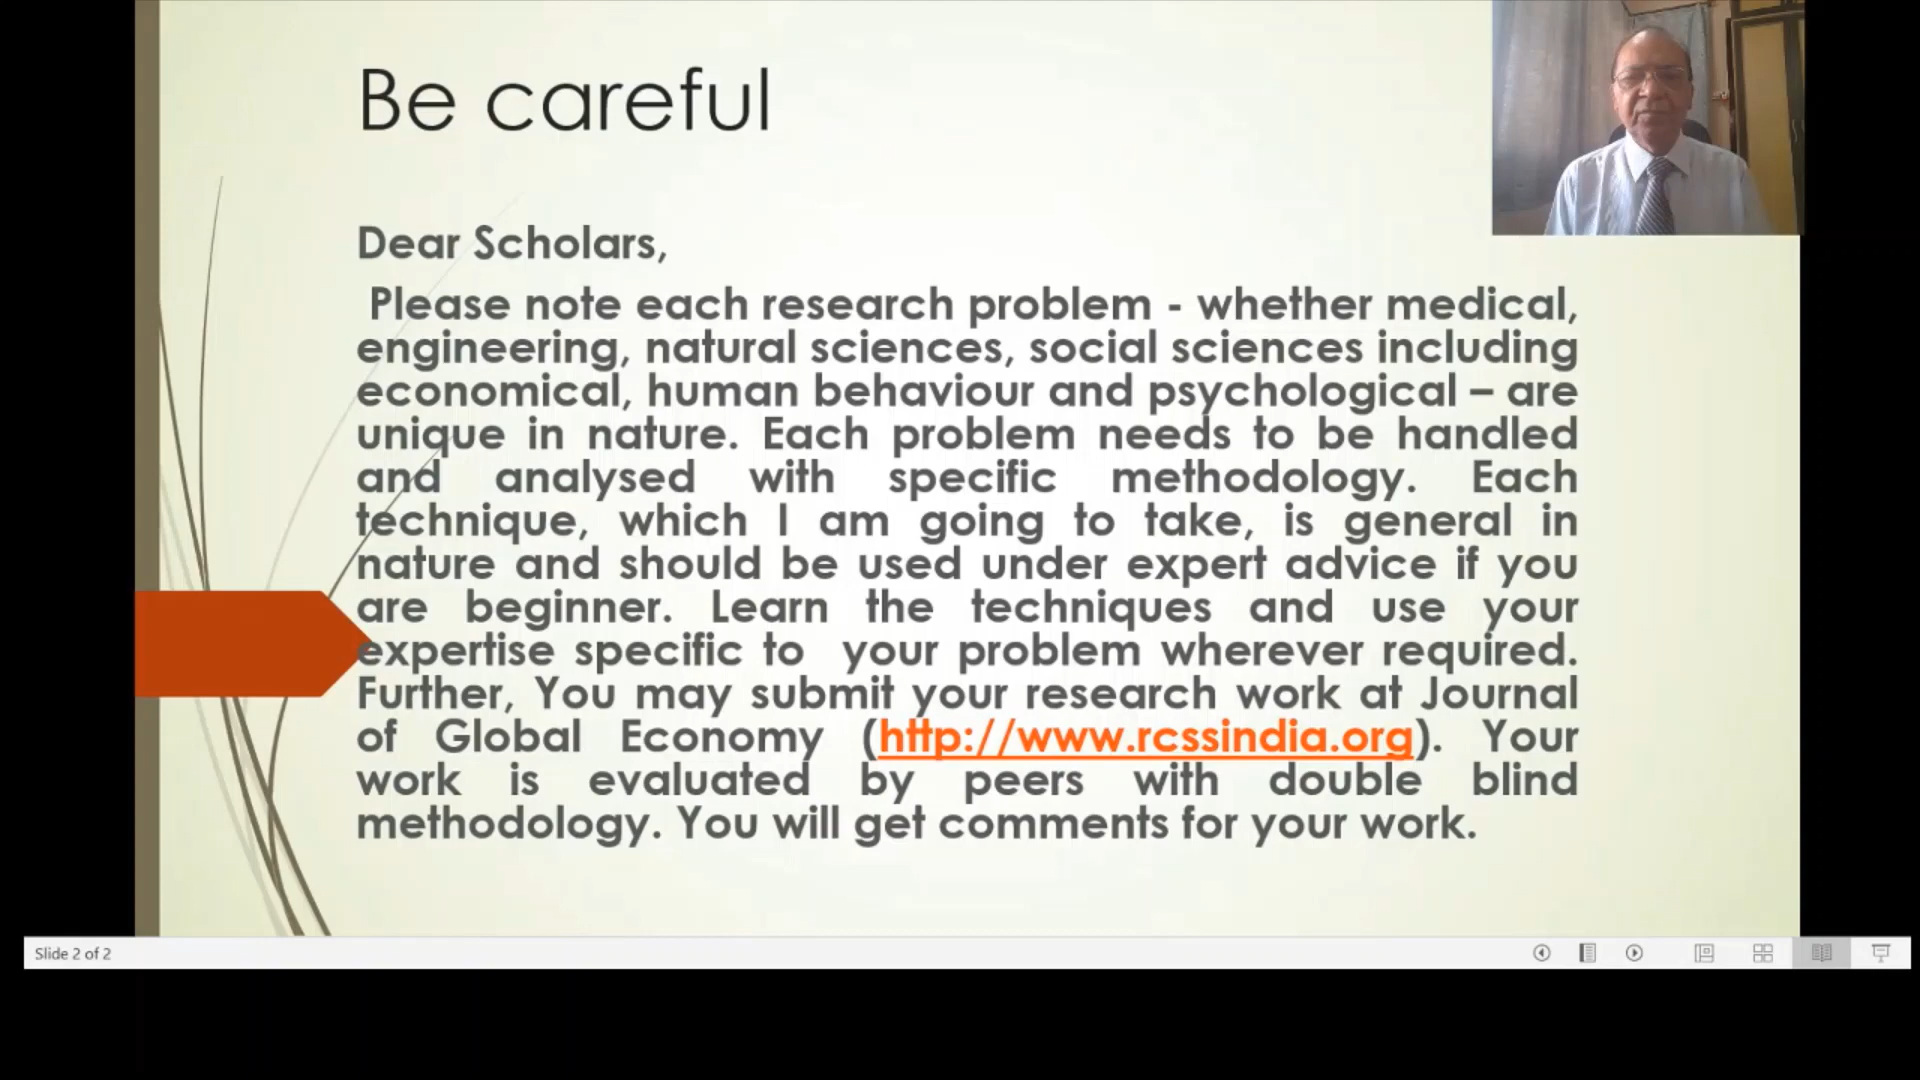 Be careful
Dear Scholars,
Please note each research problem - whether medical,
engineering, natural sciences, social sciences including
economical, human behaviour and psychological – are
unique in nature. Each problem needs to be handled
and analysed with specific methodology. Each
technique, which I am going to take, is general in
nature and should be used under expert advice if you
are beginner. Learn the techniques and use your
expertise specific to your problem wherever required.
Further, You may submit your research work at Journal
of Global Economy (http://www.rcssindia.org). Your
work is evaluated by peers with double blind
methodology. You will get comments for your work.
Slide 2 of 2